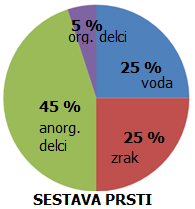 5 %
org. delci
25 %
voda
45 %
anorg.
delci
25 %
zrak
SESTAVA PRSTI